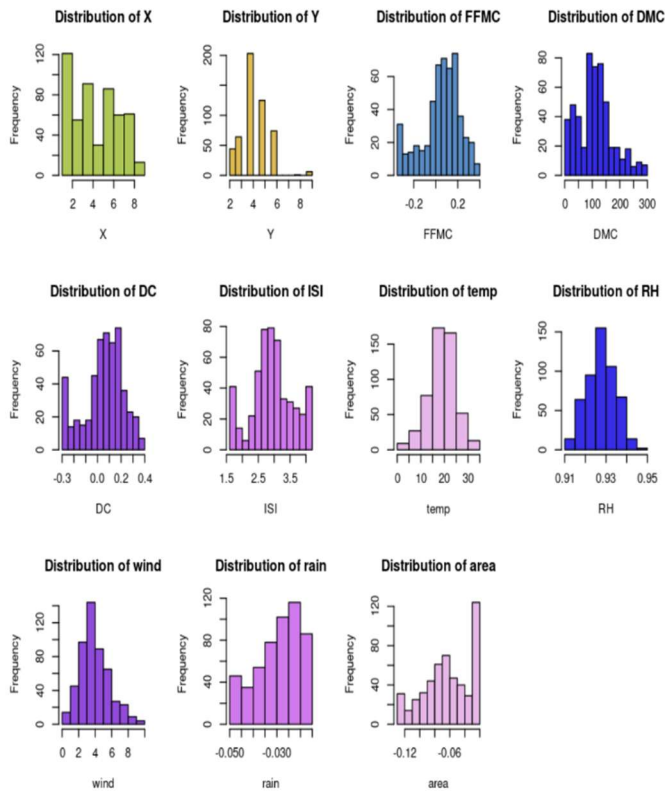 Distribution of X
Distribution of Y
Distribution of FFMC
Distribution of DMC
Frequency
0 40 80 120
2 4 6 8
X
Frequency
0 50 100 200
2 4 6 8
Y
Frequency
0 20 40 60
-0.2 0.2
FFMC
Frequency
0 20 40 60 80
0 100 200 300
DMC
Distribution of DC
Distribution of ISI
Distribution of temp
Distribution of RH
Frequency
0 20 40 60
-0.3 0.0 0.2 0.4
DC
Frequency
0 20 40 60 80
1.5 2.5 3.5
ISI
Frequency
0 50 100 150
0 10 20 30
temp
Frequency
0 50 100 150
0.91 0.93 0.95
RH
Distribution of wind
Distribution of rain
Distribution of area
Frequency
0 40 80 120
0 2 4 6 8
wind
Frequency
0 40 80 120
-0.050 -0.030
rain
Frequency
0 40 80 120
-0.12 -0.06
area